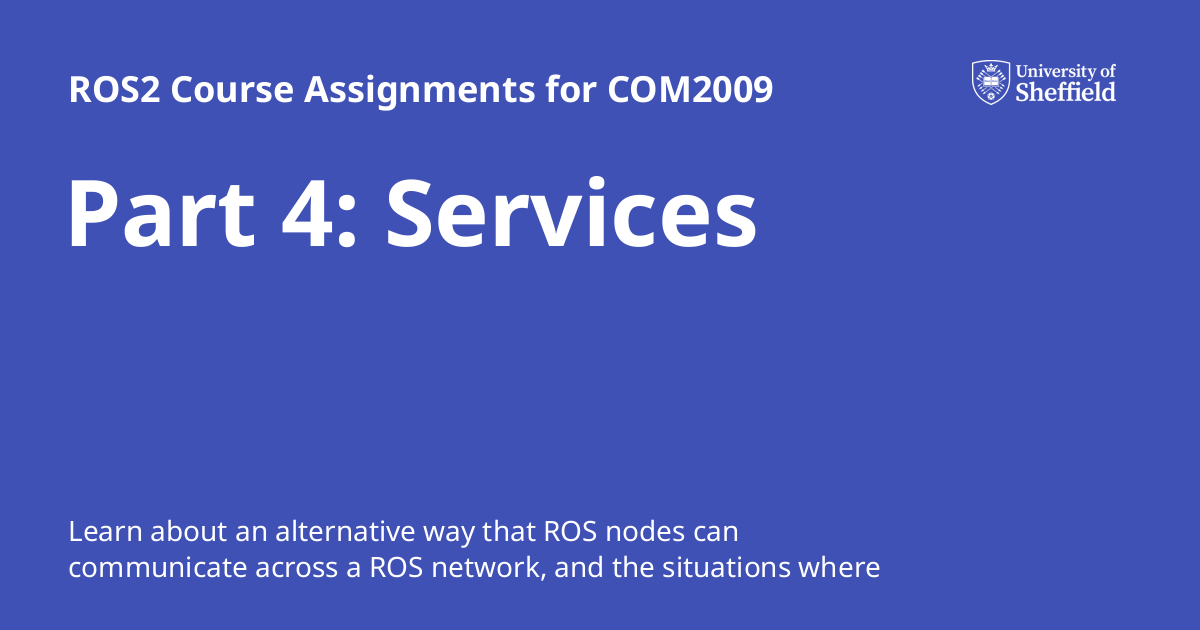 ROS2 Course Assignments for COM2009
University of
Sheffield
Part 4: Services
Learn about an alternative way that ROS nodes can
communicate across a ROS network, and the situations where